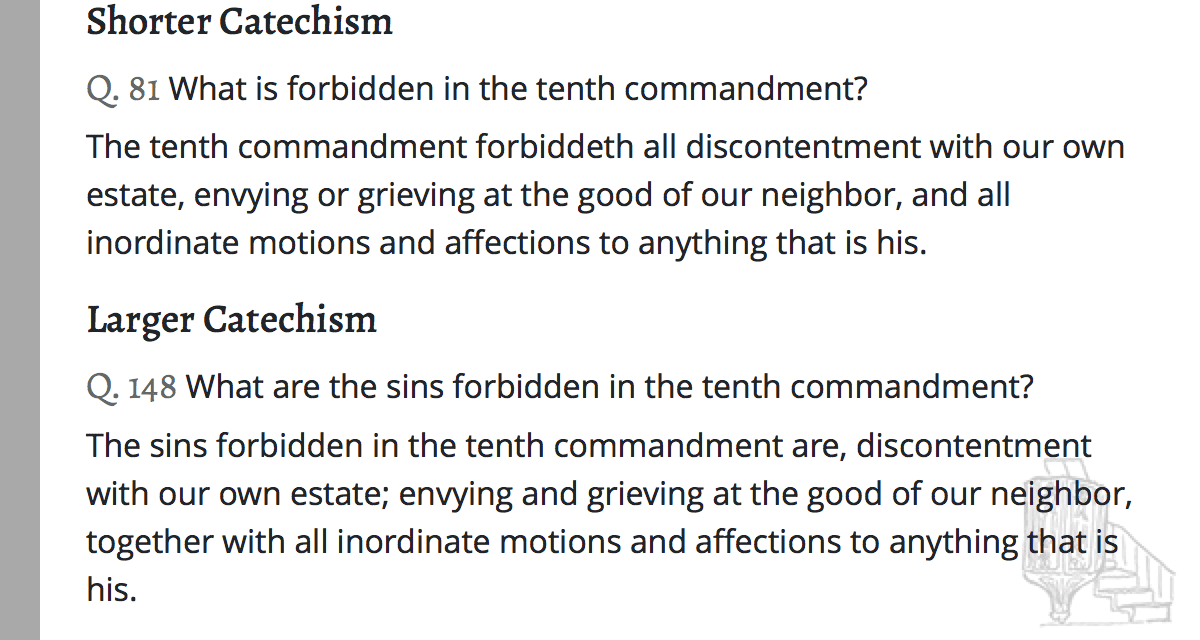 Shorter Catechism
Q. 81 What is forbidden in the tenth commandment?
The tenth commandment forbiddeth all discontentment with our own
estate, envying or grieving at the good of our neighbor, and all
inordinate motions and affections to anything that is his.
Larger Catechism
Q. 148 What are the sins forbidden in the tenth commandment?
The sins forbidden in the tenth commandment are, discontentment
with our own estate; envying and grieving at the good of our neighbor,
together with all inordinate motions and affections to anything that is
his.